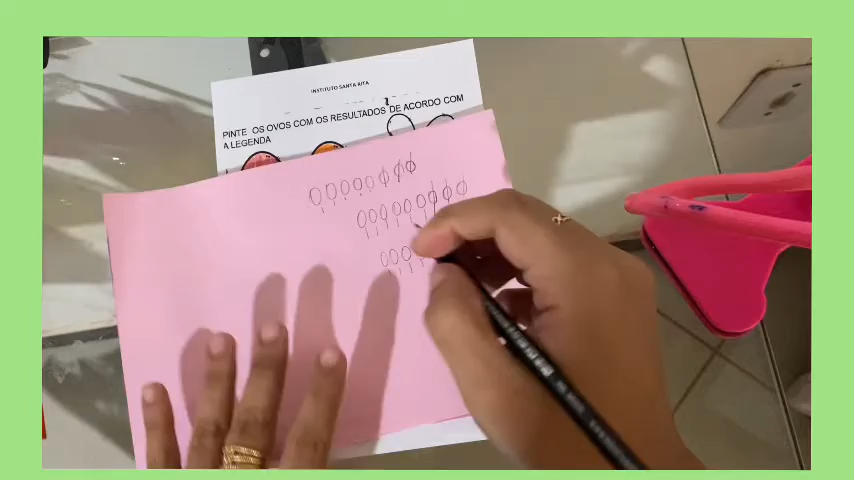 INSTITUTO SANTA RITA
PINTE OS OVOS COM OS RESULTADOS DE ACORDO COM
A LEGENDA